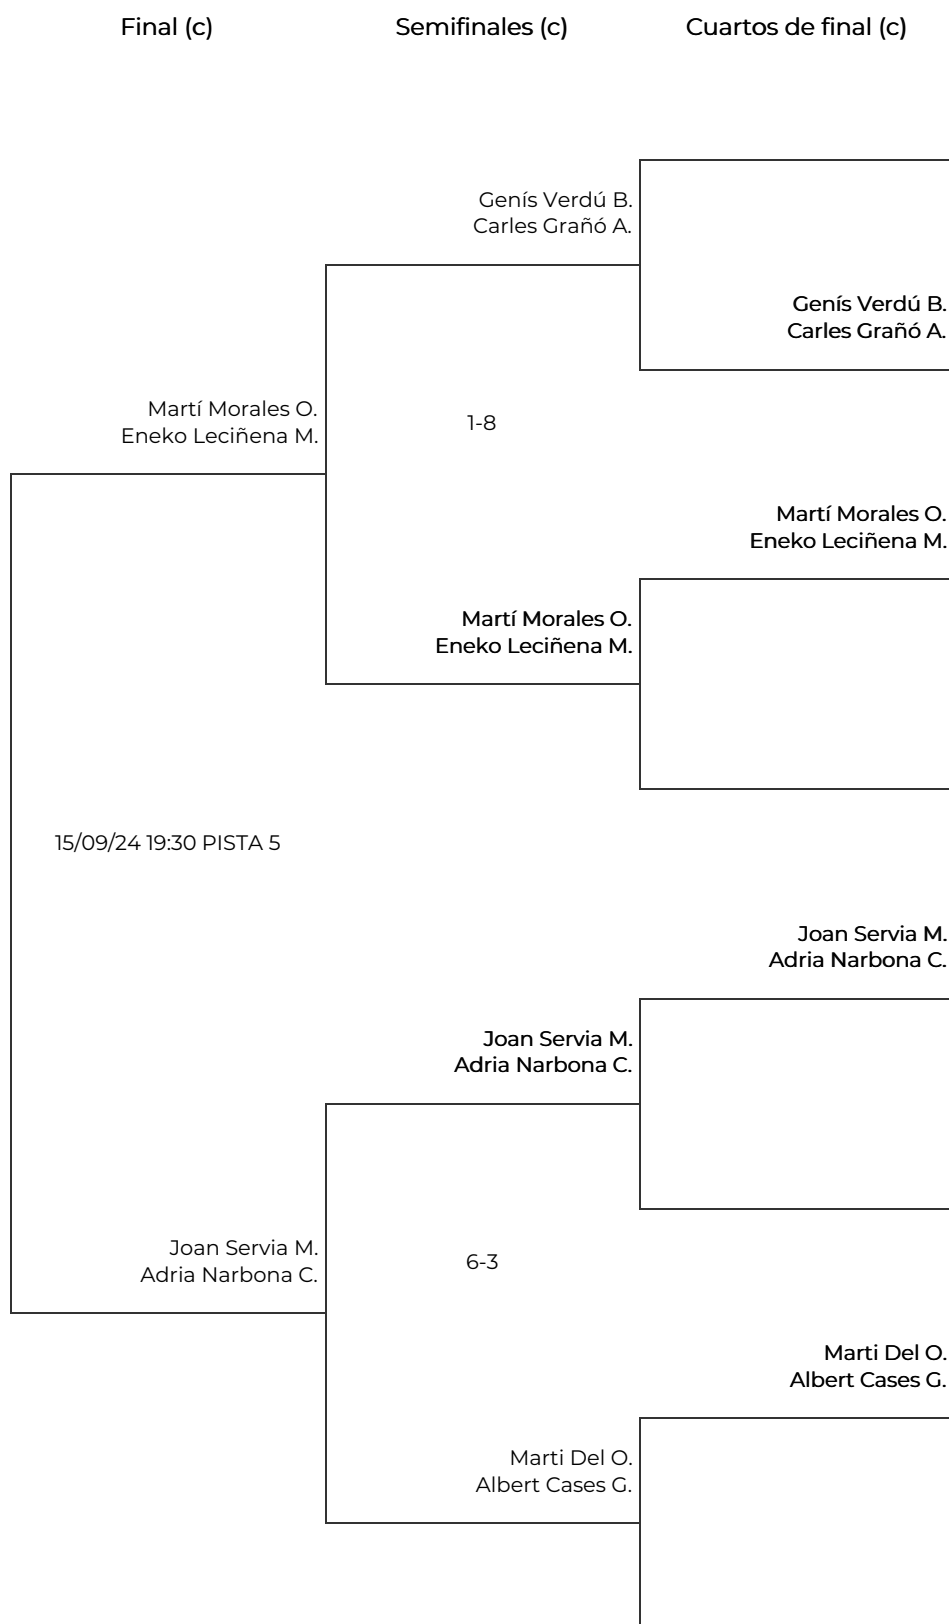 Final (c)
Semifinales (c)
Cuartos de final (c)
Genís Verdú B.
Carles Grañó A.
Genís Verdú B.
Carles Grañó A.
Martí Morales O.
Eneko Leciñena M.
1-8
Martí Morales O.
Eneko Leciñena M.
Martí Morales O.
Eneko Leciñena M.
15/09/24 19:30 PISTA 5
Joan Servia M.
Adria Narbona C.
Joan Servia M.
Adria Narbona C.
Joan Servia M.
Adria Narbona C.
6-3
Marti Del O.
Albert Cases G.
Marti Del O.
Albert Cases G.